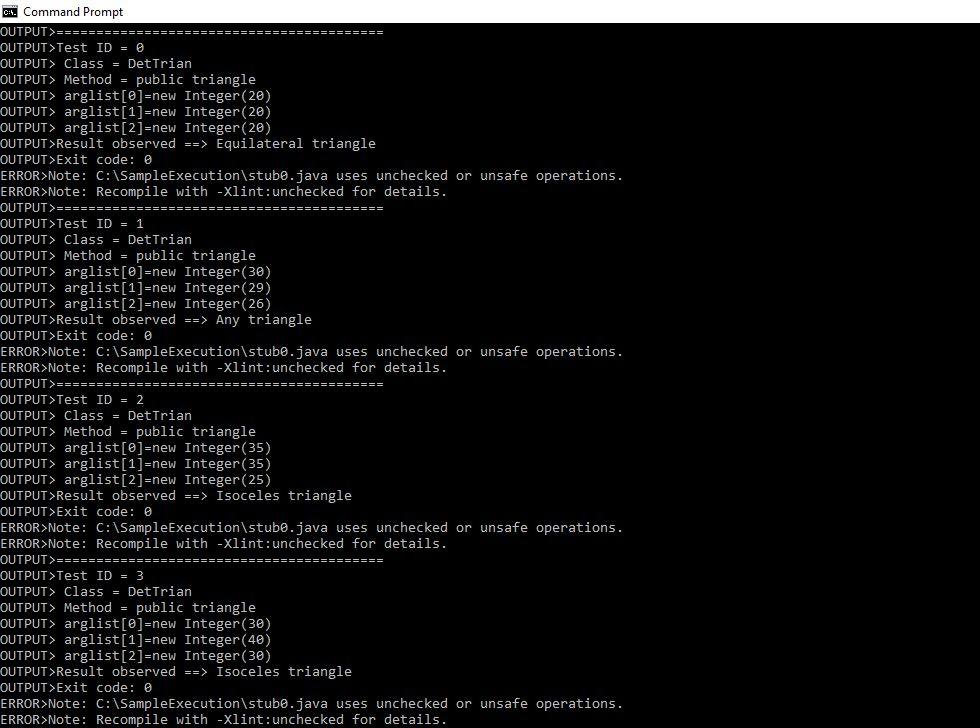 Command Prompt
OUTPUT>=========================================
OUTPUT>Test ID = 0
OUTPUT> Class = DetTrian
OUTPUT> Method = public triangle
OUTPUT> arglist[0]=new Integer(20)
OUTPUT> arglist[1]=new Integer(20)
OUTPUT> arglist[2]=new Integer(20)
OUTPUT>Result observed ==> Equilateral triangle
OUTPUT>Exit code: 0
ERROR>Note: C:\SampleExecution\stub0.java uses unchecked or unsafe operations.
ERROR>Note: Recompile with -Xlint:unchecked for details.
OUTPUT>=========================================
OUTPUT>Test ID = 1
OUTPUT> Class = DetTrian
OUTPUT> Method = public triangle
OUTPUT> arglist[0]=new Integer(30)
OUTPUT> arglist[1]=new Integer(29)
OUTPUT> arglist[2]=new Integer(26)
OUTPUT>Result observed ==> Any triangle
OUTPUT>Exit code: 0
ERROR>Note: C:\SampleExecution\stub0.java uses unchecked or unsafe operations.
ERROR>Note: Recompile with -Xlint:unchecked for details.
OUTPUT>=========================================
OUTPUT>Test ID = 2
OUTPUT> Class = DetTrian
OUTPUT> Method = public triangle
OUTPUT> arglist[0]=new Integer(35)
OUTPUT> arglist[1]=new Integer(35)
OUTPUT> arglist[2]=new Integer(25)
OUTPUT>Result observed ==> Isoceles triangle
OUTPUT>Exit code: 0
ERROR>Note: C:\SampleExecution\stub0.java uses unchecked or unsafe operations.
ERROR>Note: Recompile with -Xlint:unchecked for details.
OUTPUT>=========================================
OUTPUT>Test ID = 3
OUTPUT> Class = DetTrian
OUTPUT> Method = public triangle
OUTPUT> arglist[0]=new Integer(30)
OUTPUT> arglist[1]=new Integer(40)
OUTPUT> arglist[2]=new Integer(30)
OUTPUT>Result observed ==> Isoceles triangle
OUTPUT>Exit code: 0
ERROR>Note: C:\SampleExecution\stub0.java uses unchecked or unsafe operations.
ERROR>Note: Recompile with -Xlint:unchecked for details.